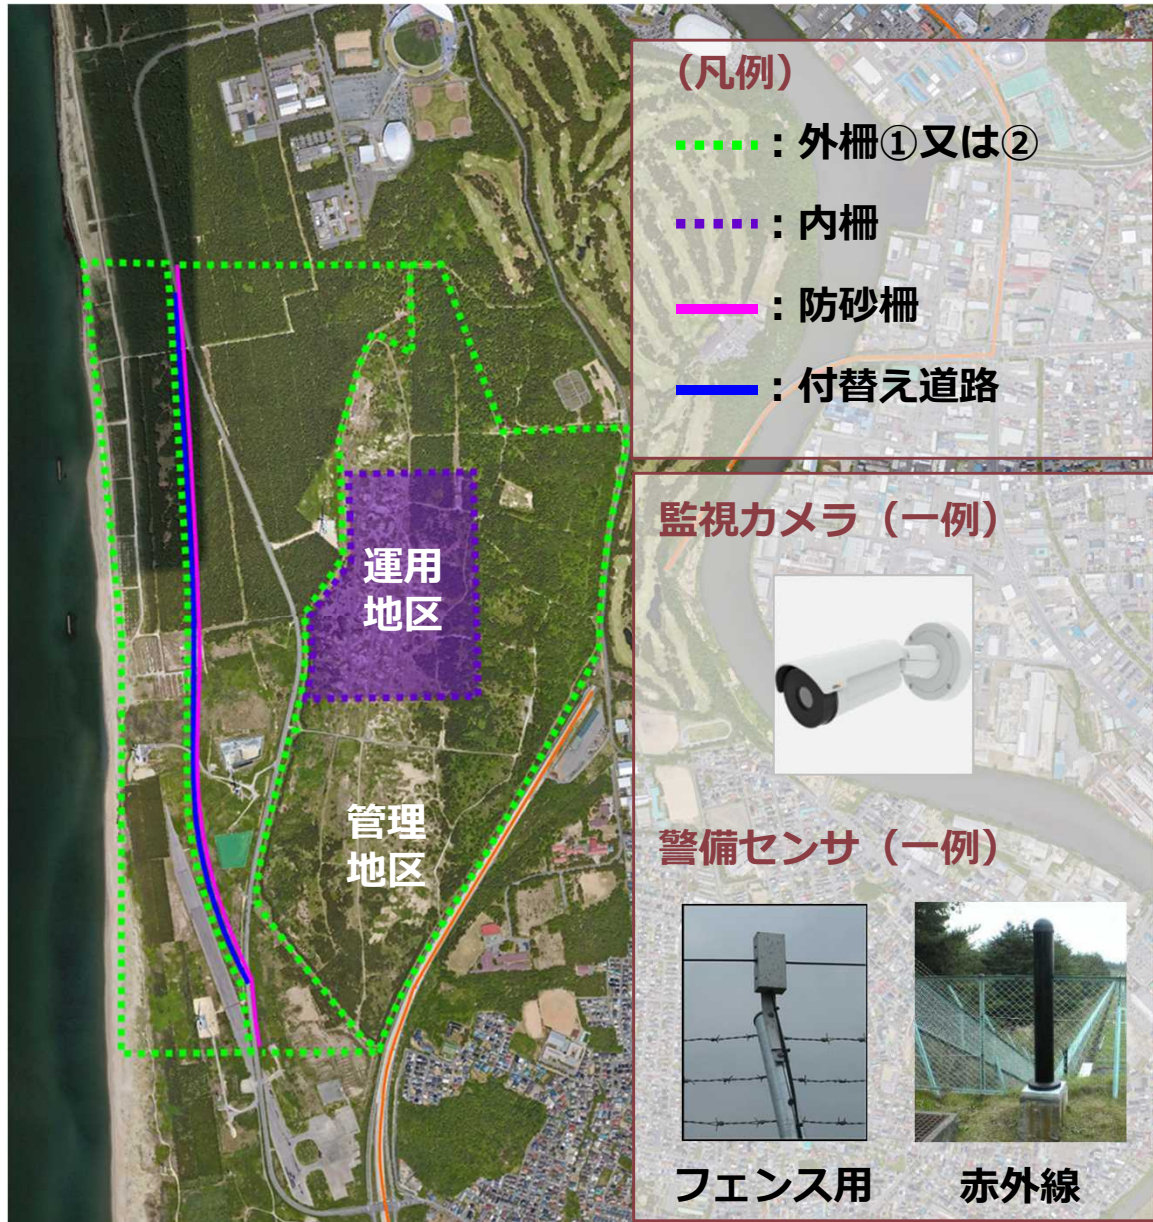 （凡例）
：外柵①又は②
：内柵
：防砂柵
：付替え道路
運用
地区
管理
地区
監視カメラ（一例）
警備センサ（一例）
フェンス用
赤外線